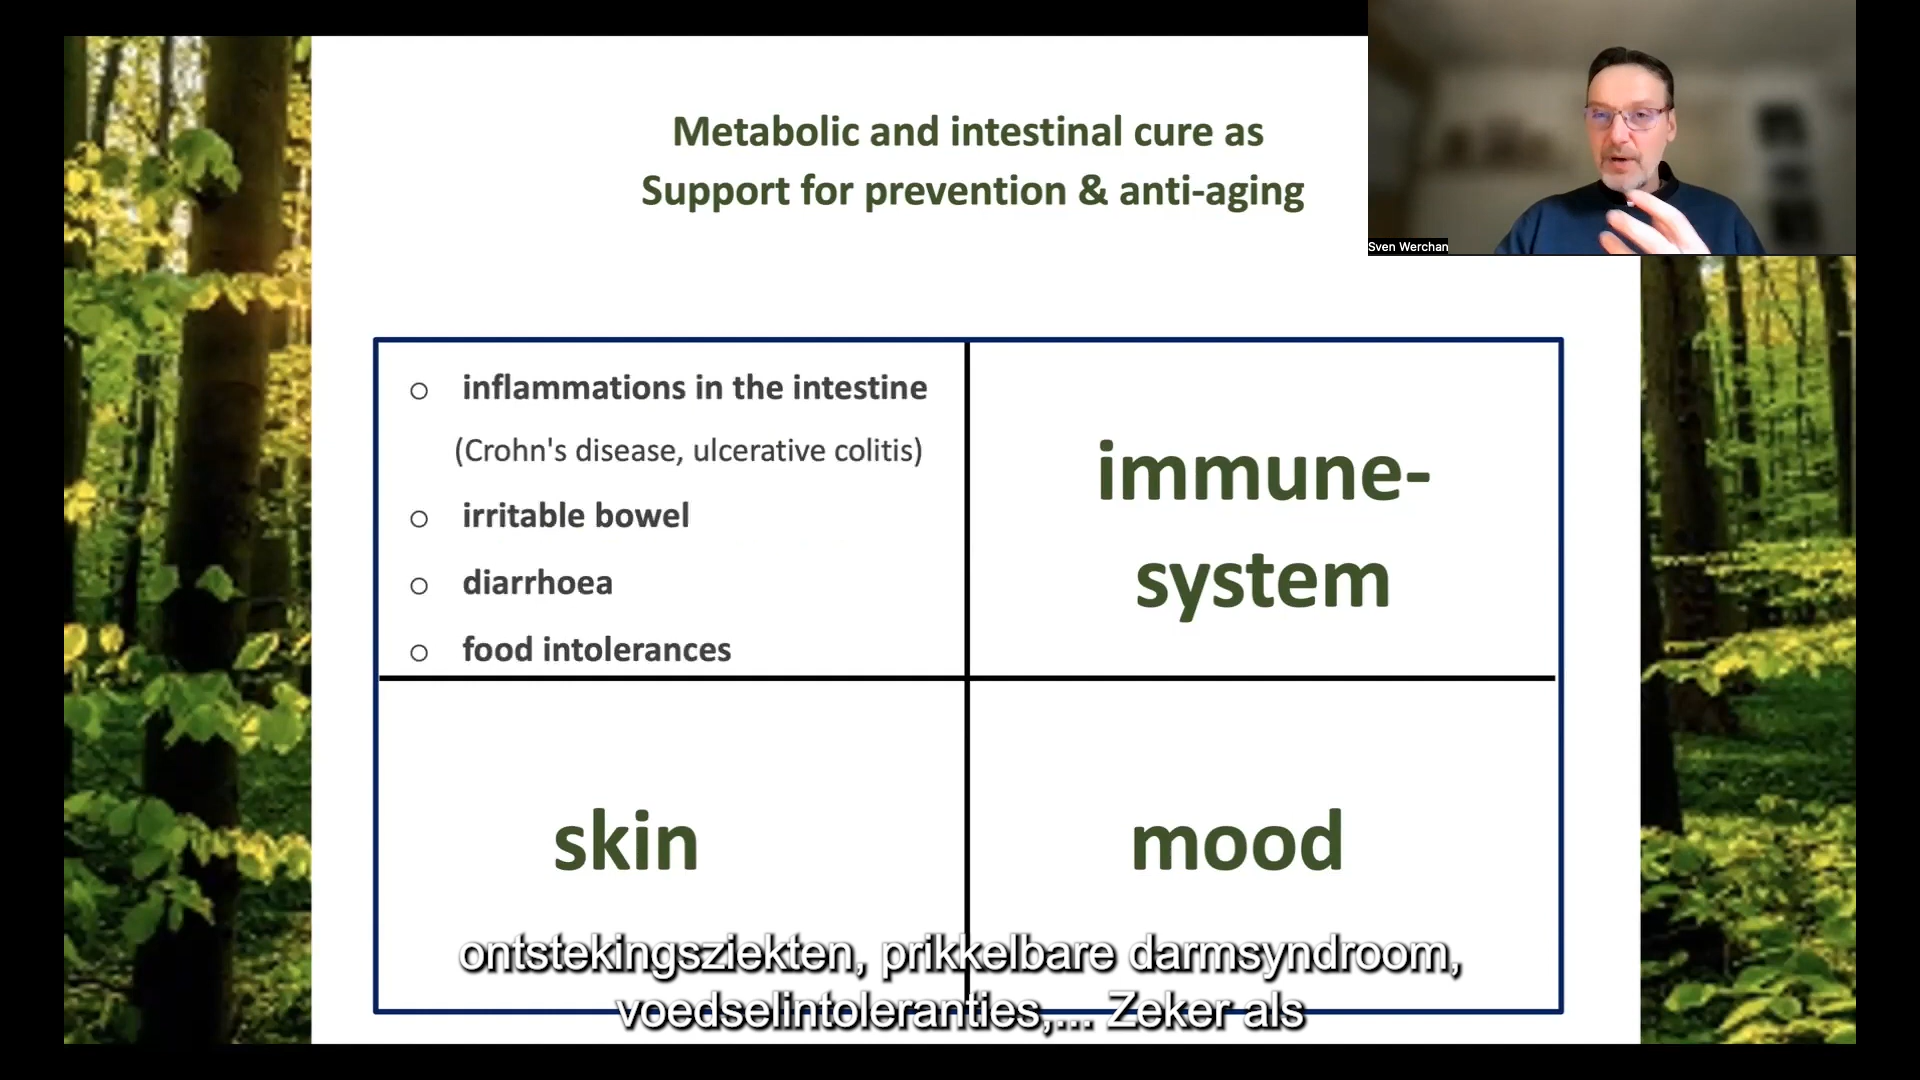 Metabolic and intestinal cure as
Support for prevention & anti-aging
Sven Werchan
o inflammations in the intestine
(Crohn's disease, ulcerative colitis)
o irritable bowel
o diarrhoea
o food intolerances
immune-
system
skin
mood
ontstekingsziekten, prikkelbare darmsyndroom,
voedselintoleranties,... Zeker als